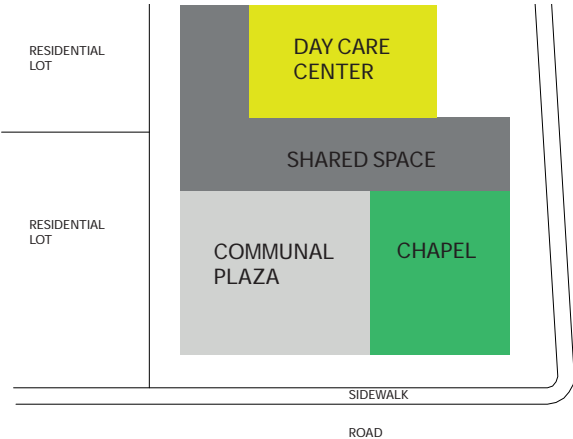 RESIDENTIAL
LOT
DAY CARE
CENTER
SHARED SPACE
RESIDENTIAL
LOT
COMMUNAL
PLAZA
CHAPEL
SIDEWALK
ROAD